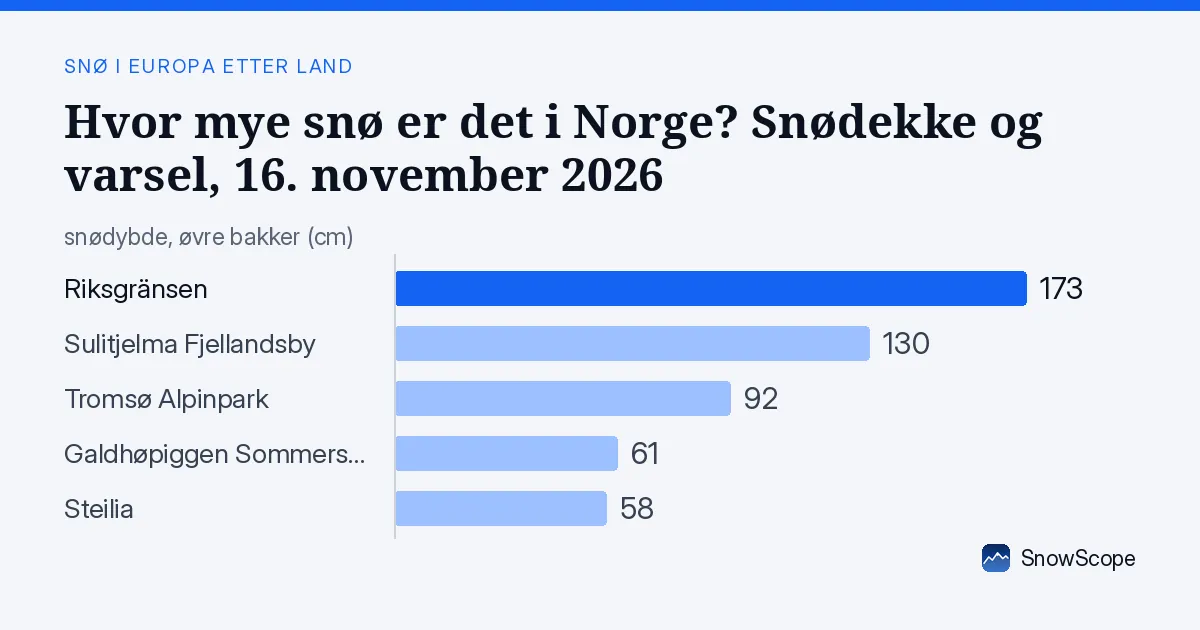 SNØ I EUROPA ETTER LAND
Hvor mye snø er det i Norge? Snødekke og
varsel, 16. november 2026
snødybde, øvre bakker (cm)
Riksgränsen 173
Sulitjelma Fjellandsby 130
Tromsø Alpinpark 92
Galdhøpiggen Sommers... 61
Steilia 58
SnowScope